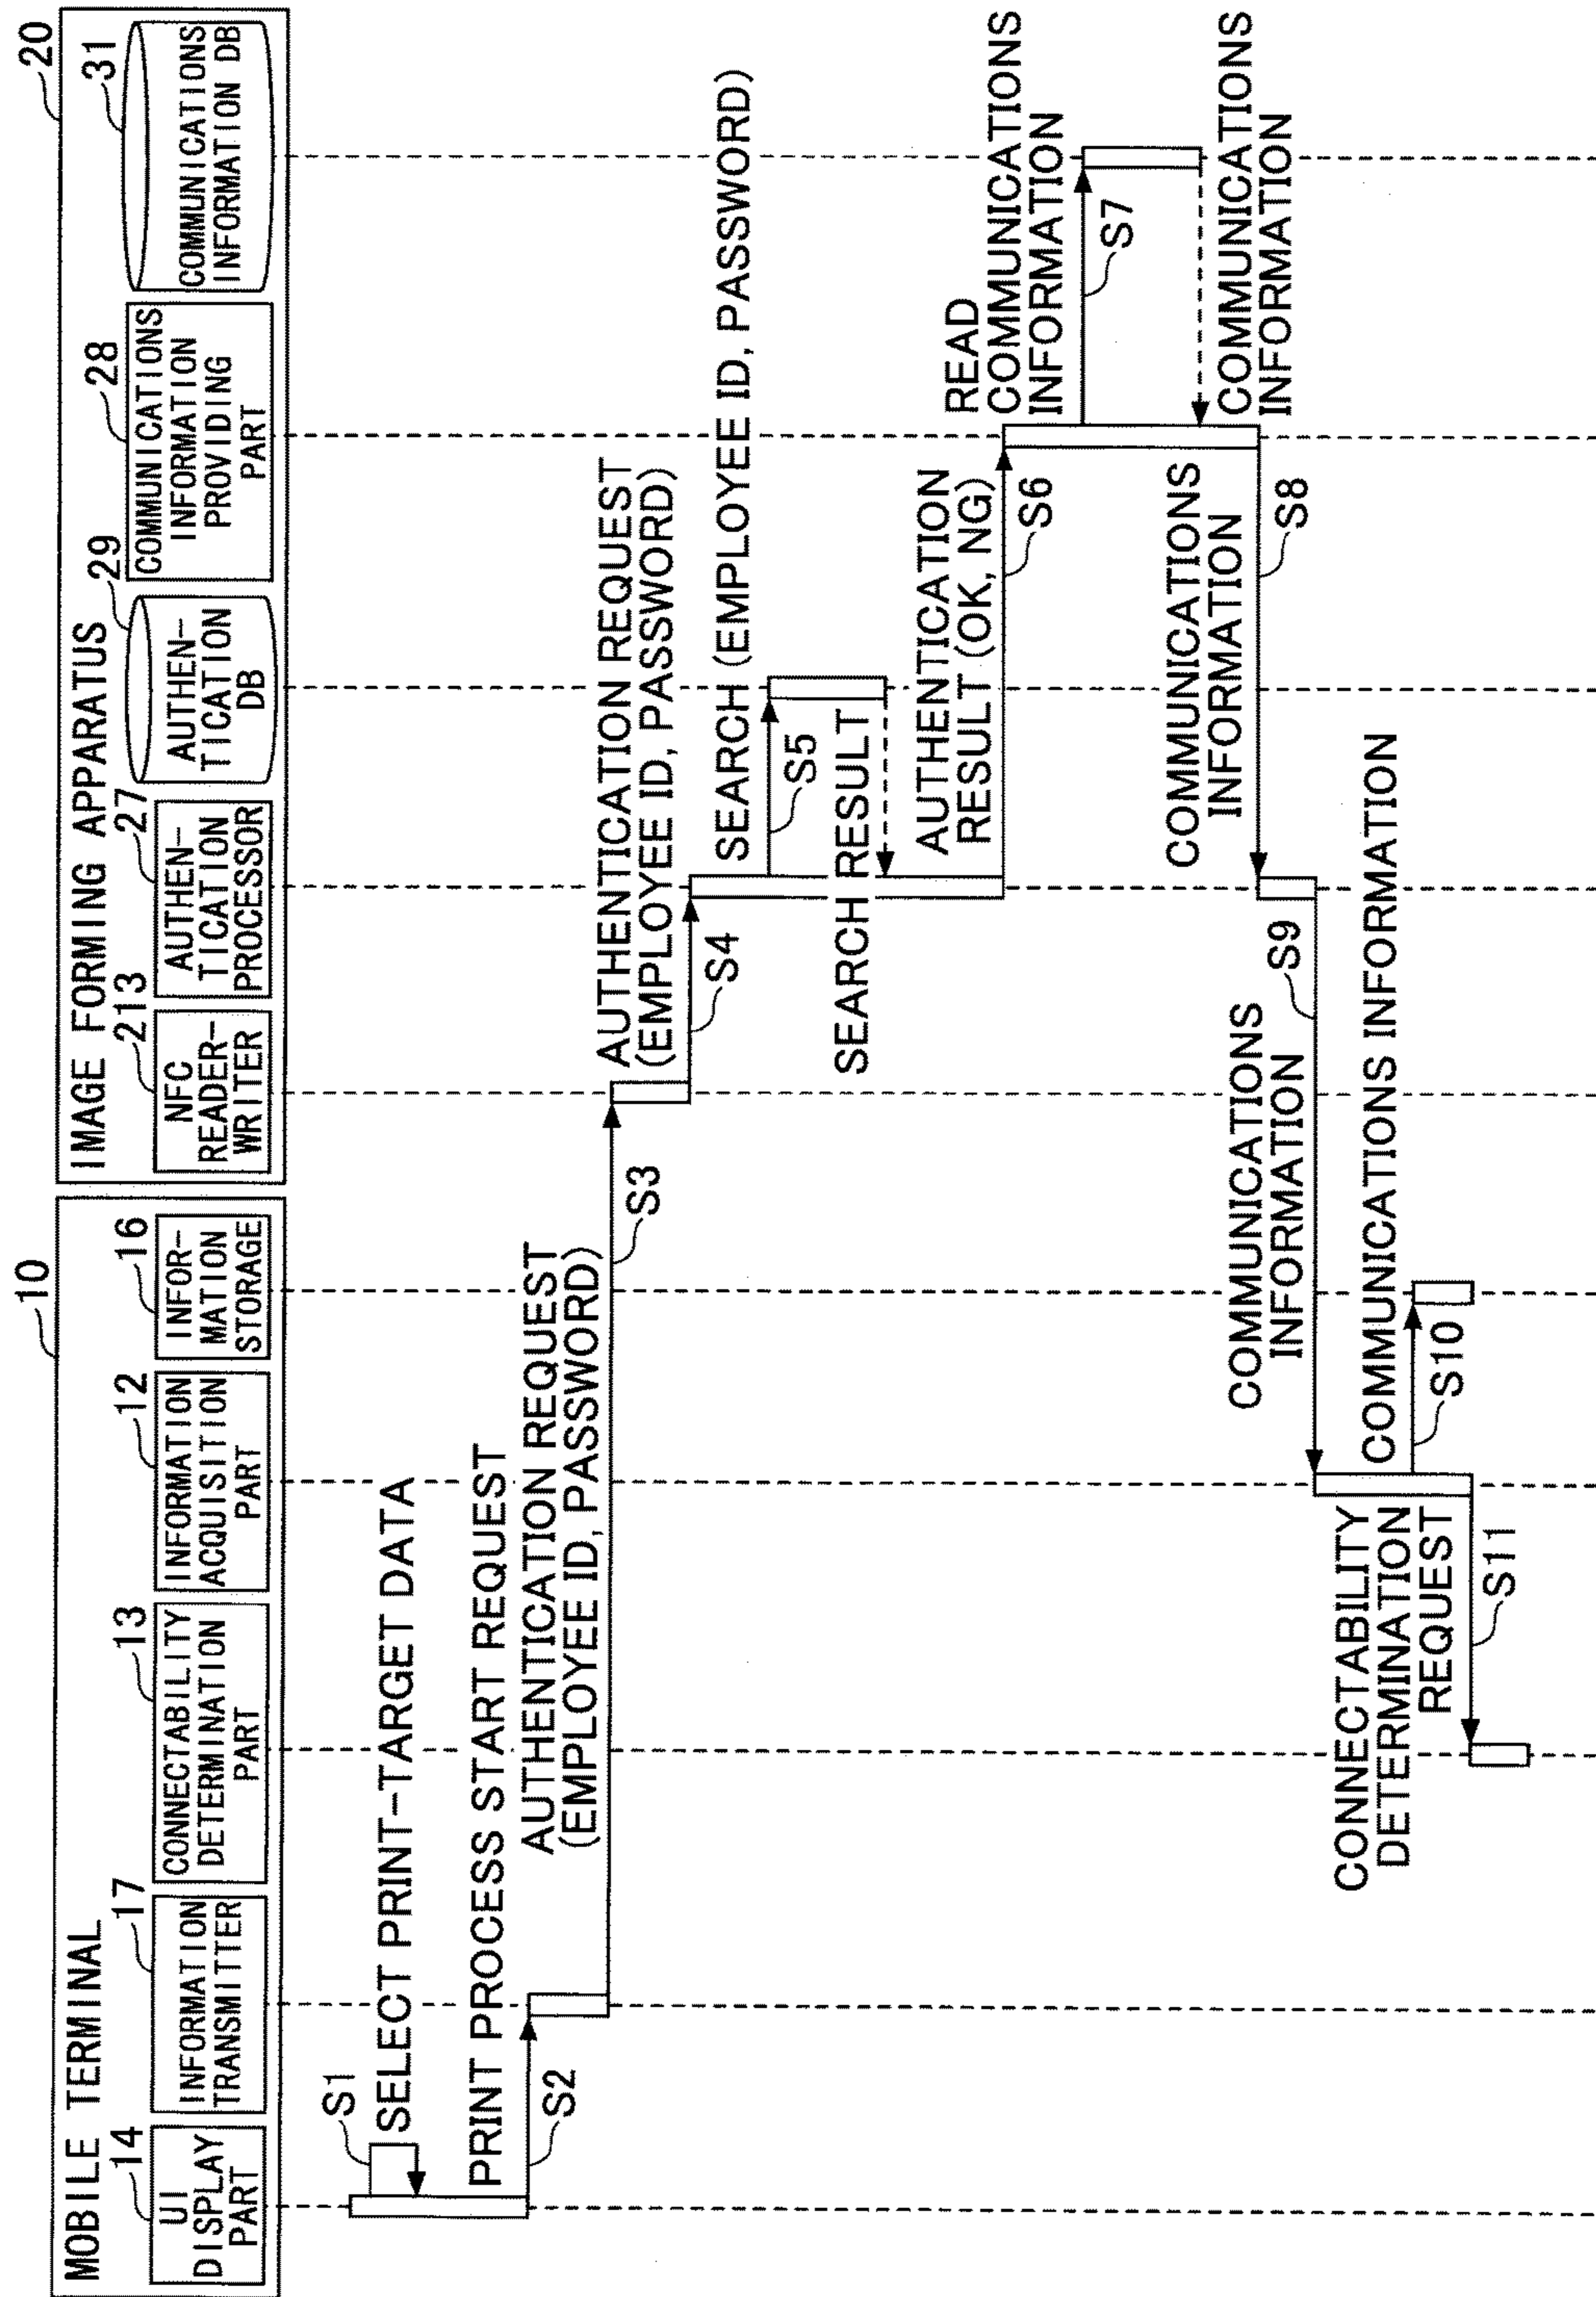 MOBILE TERMINAL
10
14
UI
DISPLAY
PART
17
INFORMATION
TRANSMITTER
13
CONNECTABILITY
DETERMINATION
PART
12
INFORMATION
ACQUISITION
PART
16
INFOR-
MATION
STORAGE
IMAGE FORMING APPARATUS
20
213
NFC
READER-
WRITER
27
AUTHEN-
TICATION
PROCESSOR
29
AUTHEN-
TICATION
DB
28
COMMUNICATIONS
INFORMATION
PROVIDING
PART
31
COMMUNICATIONS
INFORMATION DB
S1
SELECT PRINT-TARGET DATA
PRINT PROCESS START REQUEST
S2
AUTHENTICATION REQUEST
(EMPLOYEE ID, PASSWORD)
S3
AUTHENTICATION REQUEST
(EMPLOYEE ID, PASSWORD)
S4
SEARCH (EMPLOYEE ID, PASSWORD)
S5
SEARCH RESULT
AUTHENTICATION
RESULT (OK, NG)
S6
READ
COMMUNICATIONS
INFORMATION
S7
COMMUNICATIONS
INFORMATION
COMMUNICATIONS
INFORMATION
S8
COMMUNICATIONS
INFORMATION
S9
COMMUNICATIONS INFORMATION
S10
CONNECTABILITY
DETERMINATION
REQUEST
S11